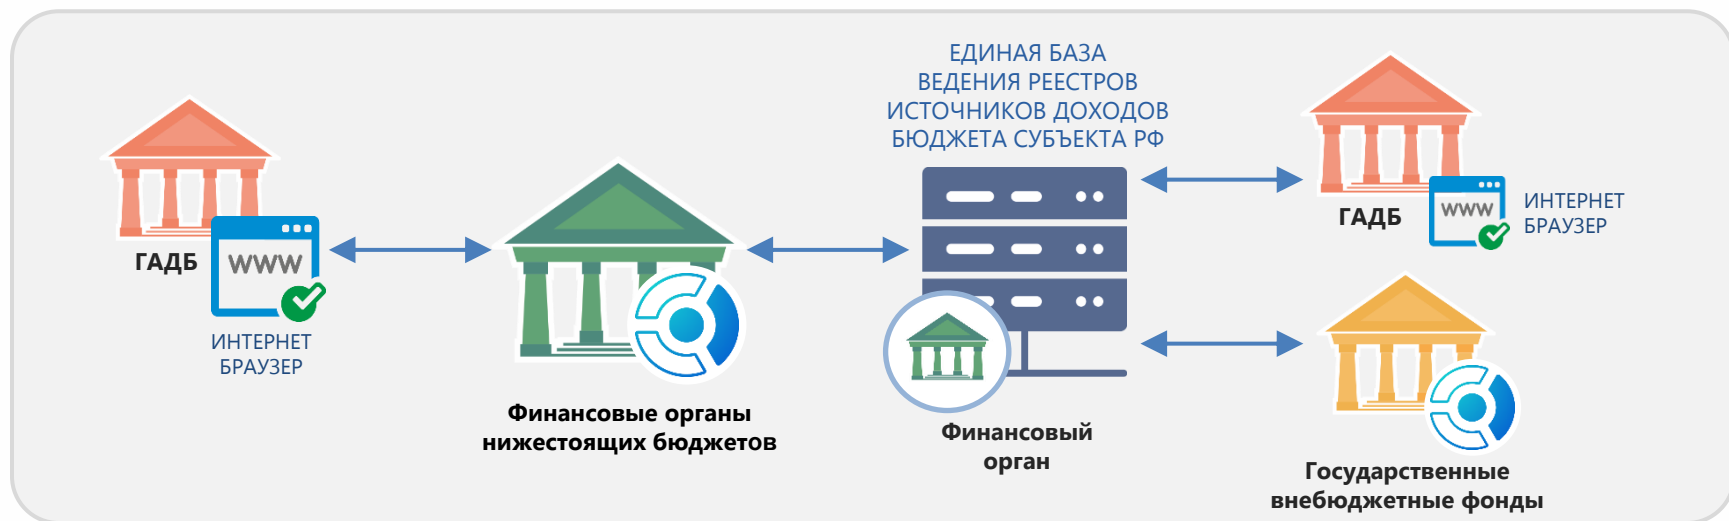 ЕДИНАЯ БАЗА
ВЕДЕНИЯ РЕЕСТРОВ
ИСТОЧНИКОВ ДОХОДОВ
БЮДЖЕТА СУБЪЕКТА РФ
ГАДБ
WWW
ИНТЕРНЕТ
БРАУЗЕР
Финансовые органы
нижестоящих бюджетов
Финансовый
орган
ГАДБ
WWW
ИНТЕРНЕТ
БРАУЗЕР
Государственные
внебюджетные фонды